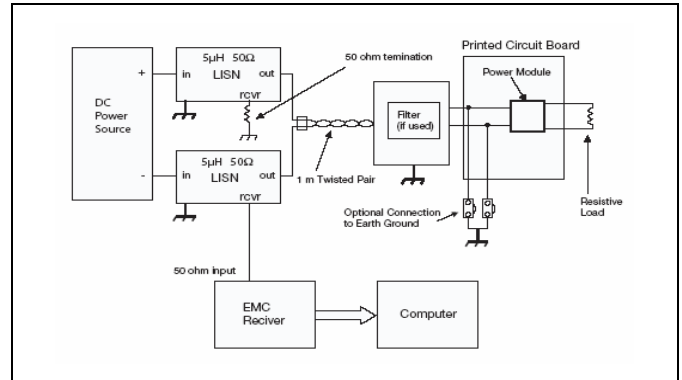 Printed Circuit Board
5µH 50Ω
50 ohm temination
Power Module
+
in
out
LISN
rcvr
DC
Power
Source
Filter
(if used)
5µH 50Ω
-
in
out
LISN
rcvr
1 m Twisted Pair
Optional Connection
to Earth Ground
Resistive
Load
50 ohm input
EMC
Reciver
Computer